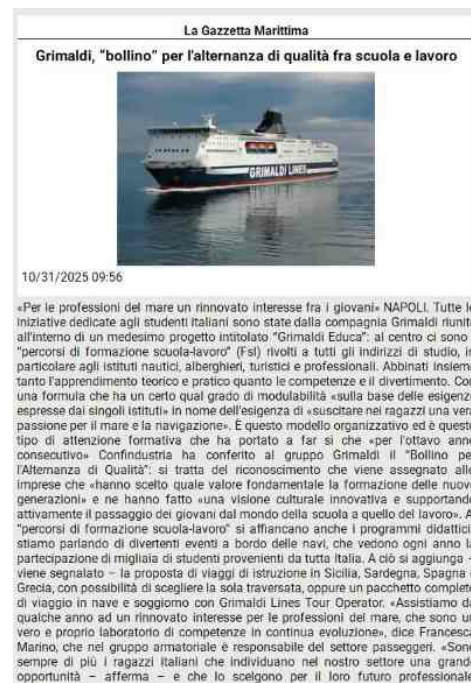 La Gazzetta Marittima
Grimaldi, "bollino" per l'alternanza di qualità fra scuola e lavoro
GRIMALDI LINES
10/31/2025 09:56
«Per le professioni del mare un rinnovato interesse fra i giovani» NAPOLI. Tutte le
iniziative dedicate agli studenti italiani sono state dalla compagnia Grimaldi riunite
all'interno di un medesimo progetto intitolato "Grimaldi Educa": al centro ci sono i
"percorsi di formazione scuola-lavoro" (Fsl) rivolti a tutti gli indirizzi di studio, in
particolare agli istituti nautici, alberghieri, turistici e professionali. Abbinati insieme
tanto l'apprendimento teorico e pratico quanto le competenze e il divertimento. Con
una formula che ha un certo qual grado di modulabilità «sulla base delle esigenze
espresse dai singoli istituti» in nome dell'esigenza di «suscitare nei ragazzi una vera
passione per il mare e la navigazione». È questo modello organizzativo ed è questo
tipo di attenzione formativa che ha portato a far sì che «per l'ottavo anno
consecutivo» Confindustria ha conferito al gruppo Grimaldi il "Bollino per
l'Alternanza di Qualità": si tratta del riconoscimento che viene assegnato alle
imprese che «hanno scelto quale valore fondamentale la formazione delle nuove
generazioni» e ne hanno fatto «una visione culturale innovativa e supportando
attivamente il passaggio dei giovani dal mondo della scuola a quello del lavoro». Ai
"percorsi di formazione scuola-lavoro" si affiancano anche i programmi didattici:
stiamo parlando di divertenti eventi a bordo delle navi, che vedono ogni anno la
partecipazione di migliaia di studenti provenienti da tutta Italia. A ciò si aggiunga –
viene segnalato – la proposta di viaggi di istruzione in Sicilia, Sardegna, Spagna e
Grecia, con possibilità di scegliere la sola traversata, oppure un pacchetto completo
di viaggio in nave e soggiorno con Grimaldi Lines Tour Operator. «Assistiamo da
qualche anno ad un rinnovato interesse per le professioni del mare, che sono un
vero e proprio laboratorio di competenze in continua evoluzione», dice Francesca
Marino, che nel gruppo armatoriale è responsabile del settore passeggeri. «Sono
sempre di più i ragazzi italiani che individuano nel nostro settore una grande
opportunità – afferma – e che lo scelgono per il loro futuro professionale